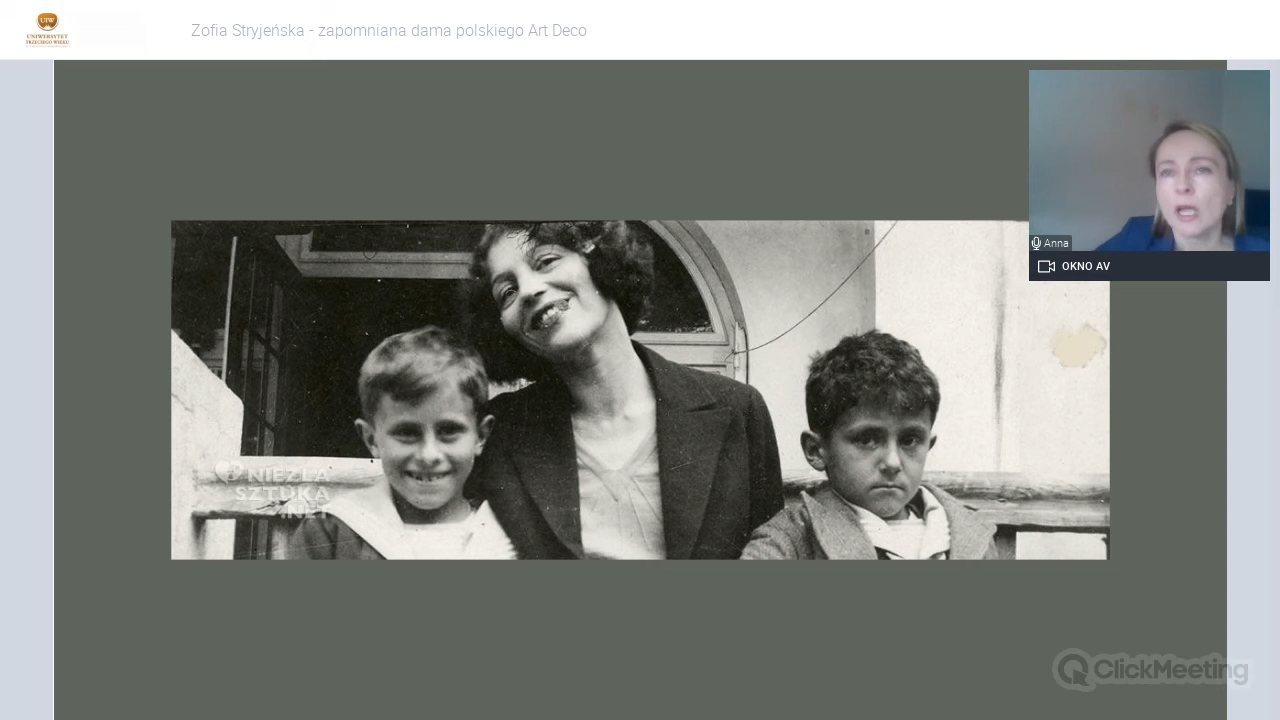 UTW
UNIWERSYTET
TRZECIEGO WIEKU
Zofia Stryjeńska - zapomniana dama polskiego Art Deco
Anna
OKNO AV
NIEZŁA
SZTUKA
.NET
ClickMeeting